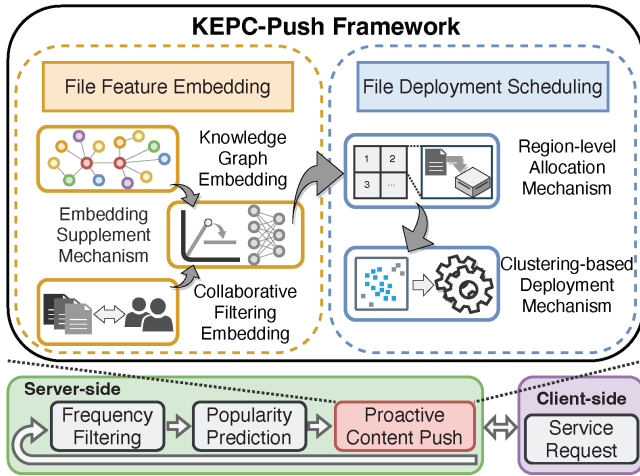 KEPC-Push Framework
File Feature Embedding
Knowledge
Graph
Embedding
Embedding
Supplement
Mechanism
Collaborative
Filtering
Embedding
File Deployment Scheduling
1 2
3 ...
Region-level
Allocation
Mechanism
Clustering-based
Deployment
Mechanism
Server-side
Frequency
Filtering
Popularity
Prediction
Proactive
Content Push
Client-side
Service
Request